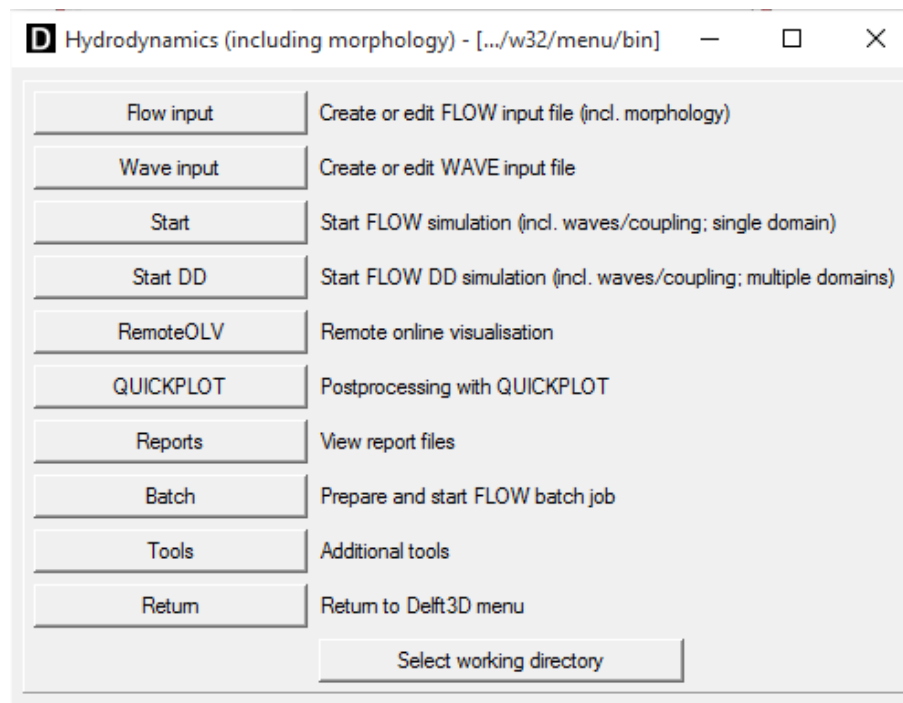 D Hydrodynamics (including morphology) - [.../w32/menu/bin]
Flow input Create or edit FLOW input file (incl. morphology)
Wave input Create or edit WAVE input file
Start Start FLOW simulation (incl. waves/coupling; single domain)
Start DD Start FLOW DD simulation (incl. waves/coupling; multiple domains)
RemoteOLV Remote online visualisation
QUICKPLOT Postprocessing with QUICKPLOT
Reports View report files
Batch Prepare and start FLOW batch job
Tools Additional tools
Return Return to Delft3D menu
Select working directory